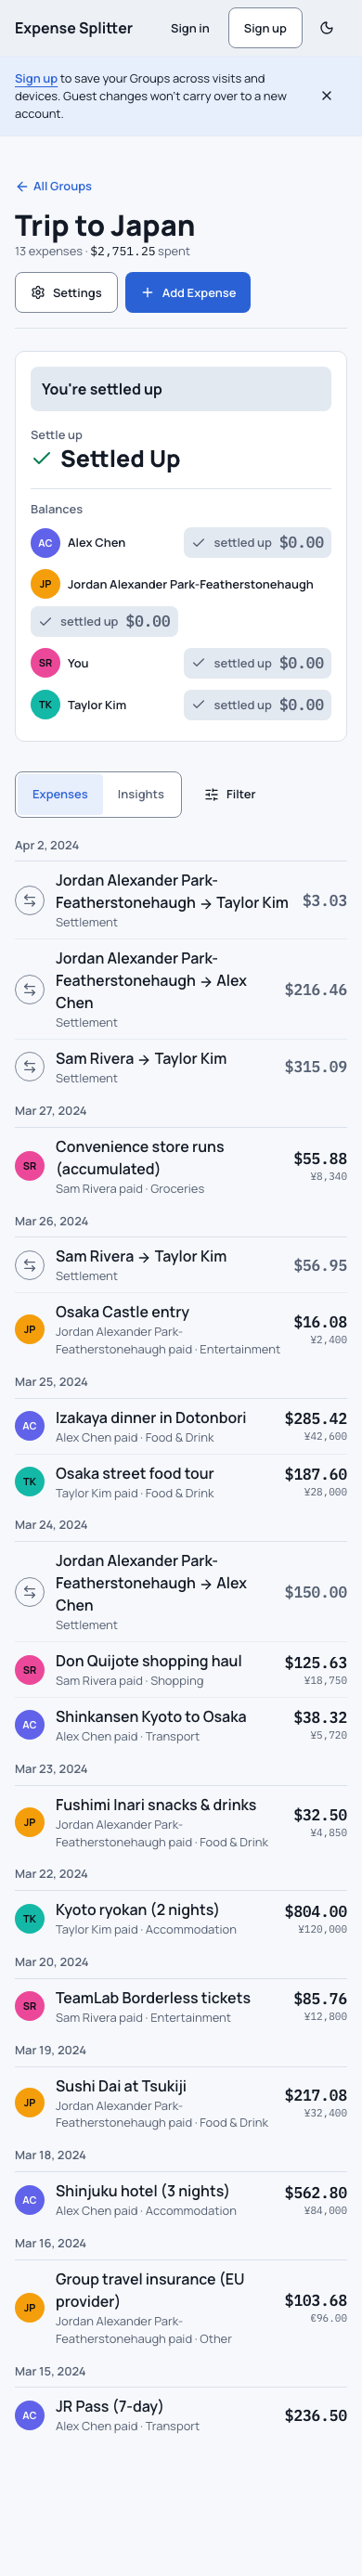 Expense Splitter
Sign in
Sign up
Sign up to save your Groups across visits and
devices. Guest changes won't carry over to a new
account.
← All Groups
Trip to Japan
13 expenses · $2,751.25 spent
Settings
+ Add Expense
You're settled up
Settle up
Settled Up
Balances
AC Alex Chen settled up $0.00
JP Jordan Alexander Park-Featherstonehaugh
settled up $0.00
SR You settled up $0.00
TK Taylor Kim settled up $0.00
Expenses
Insights
Filter
Apr 2, 2024
Jordan Alexander Park-
Featherstonehaugh → Taylor Kim $3.03
Settlement
Jordan Alexander Park-
Featherstonehaugh → Alex
Chen
$216.46
Settlement
Sam Rivera → Taylor Kim $315.09
Settlement
Mar 27, 2024
SR
Convenience store runs
(accumulated)
$55.88
Sam Rivera paid · Groceries
¥8,340
Mar 26, 2024
Sam Rivera → Taylor Kim $56.95
Settlement
JP
Osaka Castle entry $16.08
Jordan Alexander Park-
Featherstonehaugh paid · Entertainment
¥2,400
Mar 25, 2024
AC
Izakaya dinner in Dotonbori $285.42
Alex Chen paid · Food & Drink ¥42,600
TK
Osaka street food tour $187.60
Taylor Kim paid · Food & Drink ¥28,000
Mar 24, 2024
Jordan Alexander Park-
Featherstonehaugh → Alex
Chen
$150.00
Settlement
SR
Don Quijote shopping haul $125.63
Sam Rivera paid · Shopping ¥18,750
AC
Shinkansen Kyoto to Osaka $38.32
Alex Chen paid · Transport ¥5,720
Mar 23, 2024
JP
Fushimi Inari snacks & drinks $32.50
Jordan Alexander Park-
Featherstonehaugh paid · Food & Drink
¥4,850
Mar 22, 2024
TK
Kyoto ryokan (2 nights) $804.00
Taylor Kim paid · Accommodation ¥120,000
Mar 20, 2024
SR
TeamLab Borderless tickets $85.76
Sam Rivera paid · Entertainment ¥12,800
Mar 19, 2024
JP
Sushi Dai at Tsukiji $217.08
Jordan Alexander Park-
Featherstonehaugh paid · Food & Drink
¥32,400
Mar 18, 2024
AC
Shinjuku hotel (3 nights) $562.80
Alex Chen paid · Accommodation ¥84,000
Mar 16, 2024
JP
Group travel insurance (EU
provider)
$103.68
Jordan Alexander Park-
Featherstonehaugh paid · Other
€96.00
Mar 15, 2024
AC
JR Pass (7-day) $236.50
Alex Chen paid · Transport